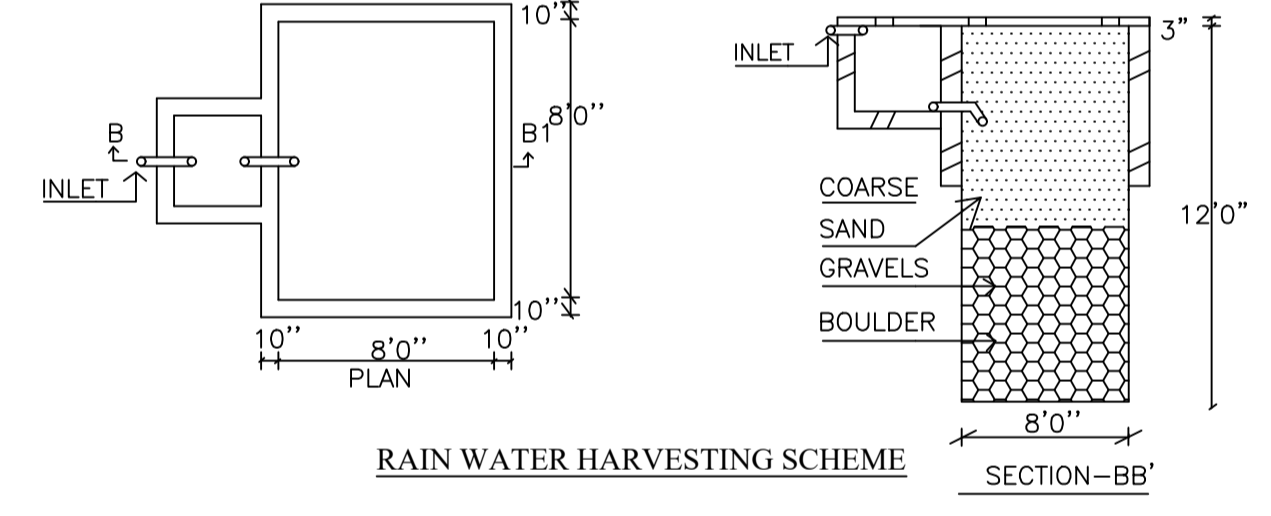 10''
8'0''
B
B1
INLET
10''
10''
8'0''
10''
PLAN
INLET
3"
COARSE
SAND
GRAVELS
BOULDER
12'0"
8'0''
SECTION-BB'
RAIN WATER HARVESTING SCHEME